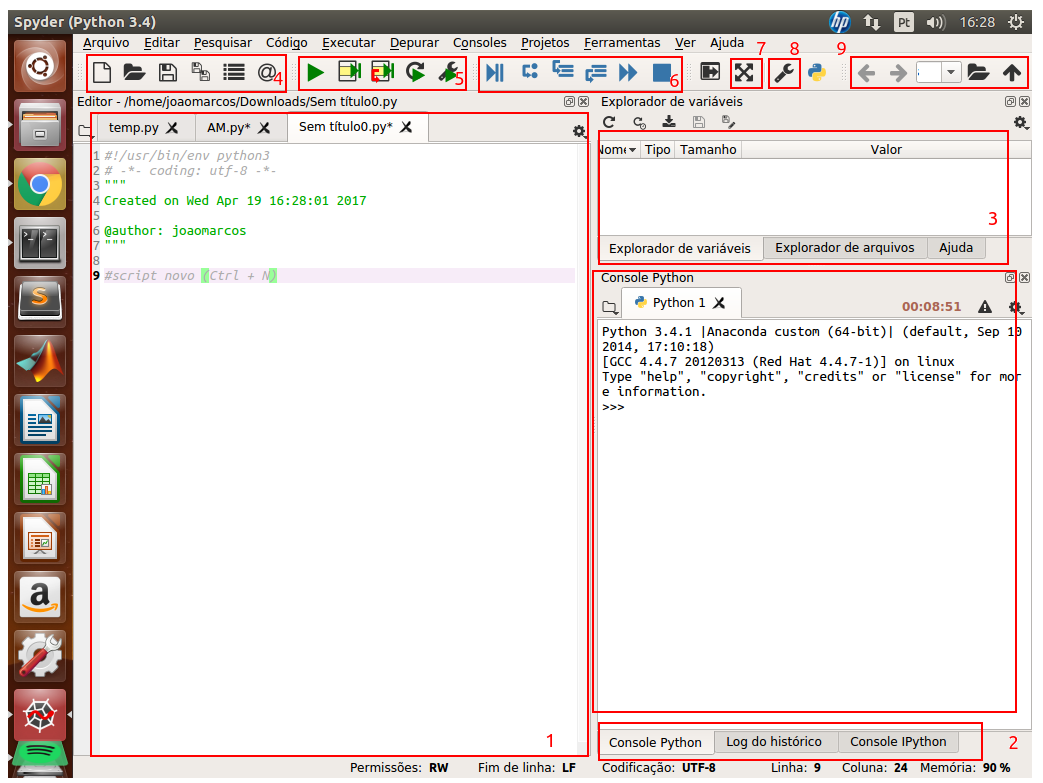 Spyder (Python 3.4)
hp
Pt
16:28
Arquivo Editar Pesquisar Código Executar Depurar Consoles Projetos Ferramentas Ver Ajuda
@
4
5
6
7
8
9
Editor - /home/joaomarcos/Downloads/Sem título0.py
temp.py
AM.py*
Sem título0.py*
1 #!/usr/bin/env python3
2 # -*- coding: utf-8 -*-
3 """
4 Created on Wed Apr 19 16:28:01 2017
5
6 @author: joaomarcos
7 """
8
9 #script novo (Ctrl + N)
1
Explorador de variáveis
Nome Tipo Tamanho Valor
3
Explorador de variáveis
Explorador de arquivos
Ajuda
Console Python
Python 1
00:08:51
Python 3.4.1 |Anaconda custom (64-bit)| (default, Sep 10
2014, 17:10:18)
[GCC 4.4.7 20120313 (Red Hat 4.4.7-1)] on linux
Type "help", "copyright", "credits" or "license" for mor
e information.
>>>
Console Python
Log do histórico
Console IPython
2
Permissões: RW Fim de linha: LF Codificação: UTF-8 Linha: 9 Coluna: 24 Memória: 90 %
S
a